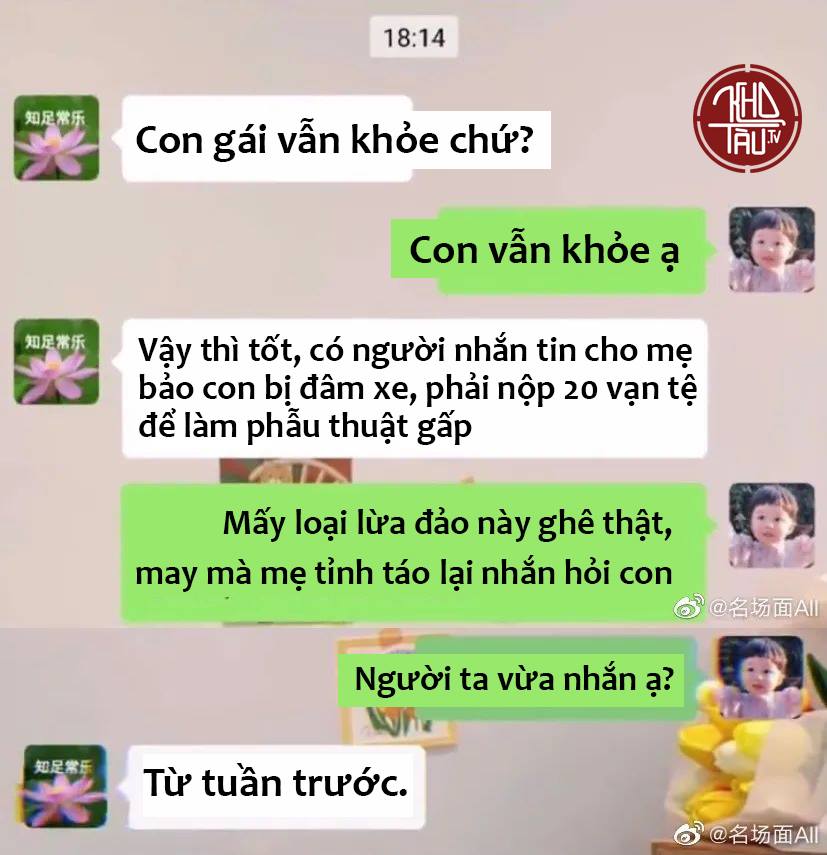 18:14
知足常乐
Con gái vẫn khỏe chứ?
KHO
TÀU.TV
Con vẫn khỏe ạ
知足常乐
Vậy thì tốt, có người nhắn tin cho mẹ
bảo con bị đâm xe, phải nộp 20 vạn tệ
để làm phẫu thuật gấp
Mấy loại lừa đảo này ghê thật,
may mà mẹ tỉnh táo lại nhắn hỏi con
@名场面All
Người ta vừa nhắn ạ?
知足常乐
Từ tuần trước.
@名场面All